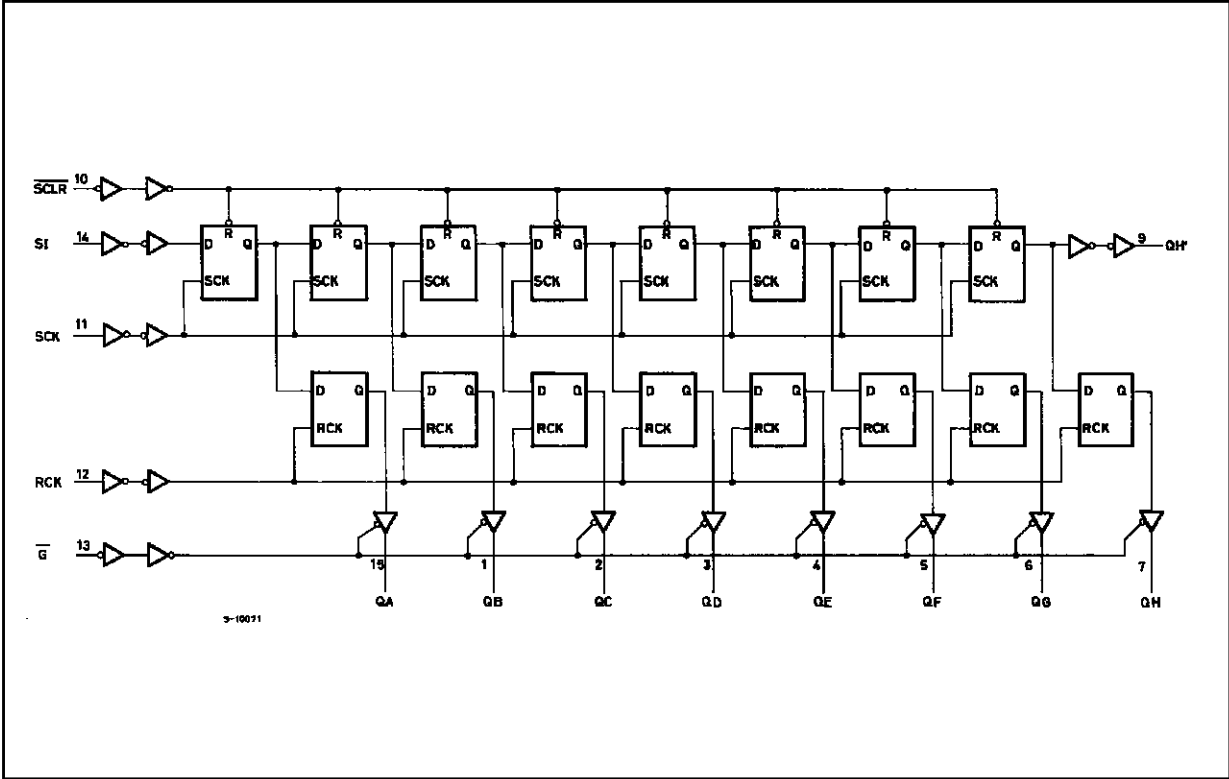 SCLR 10
R R R R R R R R
SI 14 D Q D Q D Q D Q D Q D Q D Q D Q 9 QH'
SCK SCK SCK SCK SCK SCK SCK SCK
SCK 11
D Q D Q D Q D Q D Q D Q D Q D Q
RCK RCK RCK RCK RCK RCK RCK RCK
RCK 12
G 13
15 1 2 3 4 5 6 7
QA QB QC QD QE QF QG QH